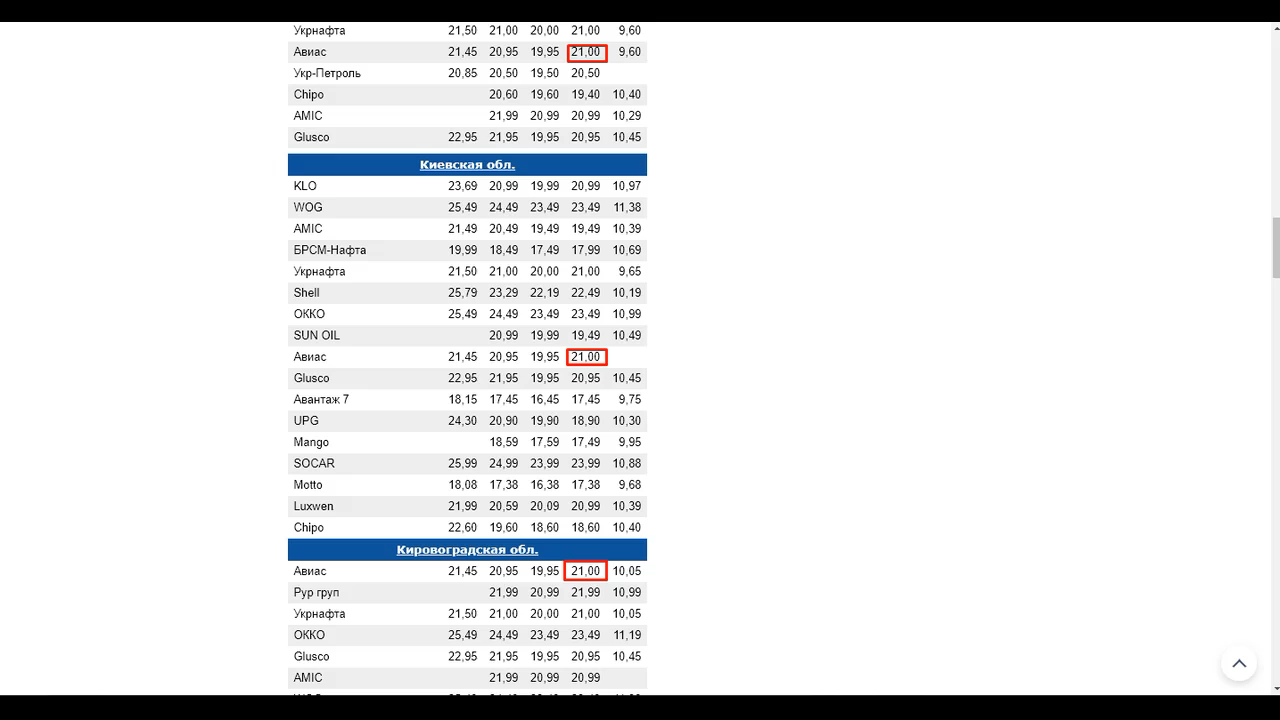 Укрнафта 21,50 21,00 20,00 21,00 9,60
Авиас 21,45 20,95 19,95 21,00 9,60
Укр-Петроль 20,85 20,50 19,50 20,50
Chipo 20,60 19,60 19,40 10,40
AMIC 21,99 20,99 20,99 10,29
Glusco 22,95 21,95 19,95 20,95 10,45
Киевская обл.
KLO 23,69 20,99 19,99 20,99 10,97
WOG 25,49 24,49 23,49 23,49 11,38
AMIC 21,49 20,49 19,49 19,49 10,39
БРСМ-Нафта 19,99 18,49 17,49 17,99 10,69
Укрнафта 21,50 21,00 20,00 21,00 9,65
Shell 25,79 23,29 22,19 22,49 10,19
ОККО 25,49 24,49 23,49 23,49 10,99
SUN OIL 20,99 19,99 19,49 10,49
Авиас 21,45 20,95 19,95 21,00
Glusco 22,95 21,95 19,95 20,95 10,45
Авантаж 7 18,15 17,45 16,45 17,45 9,75
UPG 24,30 20,90 19,90 18,90 10,30
Mango 18,59 17,59 17,49 9,95
SOCAR 25,99 24,99 23,99 23,99 10,88
Motto 18,08 17,38 16,38 17,38 9,68
Luxwen 21,99 20,59 20,09 20,99 10,39
Chipo 22,60 19,60 18,60 18,60 10,40
Кировоградская обл.
Авиас 21,45 20,95 19,95 21,00 10,05
Рур груп 21,99 20,99 21,99 10,99
Укрнафта 21,50 21,00 20,00 21,00 10,05
ОККО 25,49 24,49 23,49 23,49 11,19
Glusco 22,95 21,95 19,95 20,95 10,45
AMIC 21,99 20,99 20,99